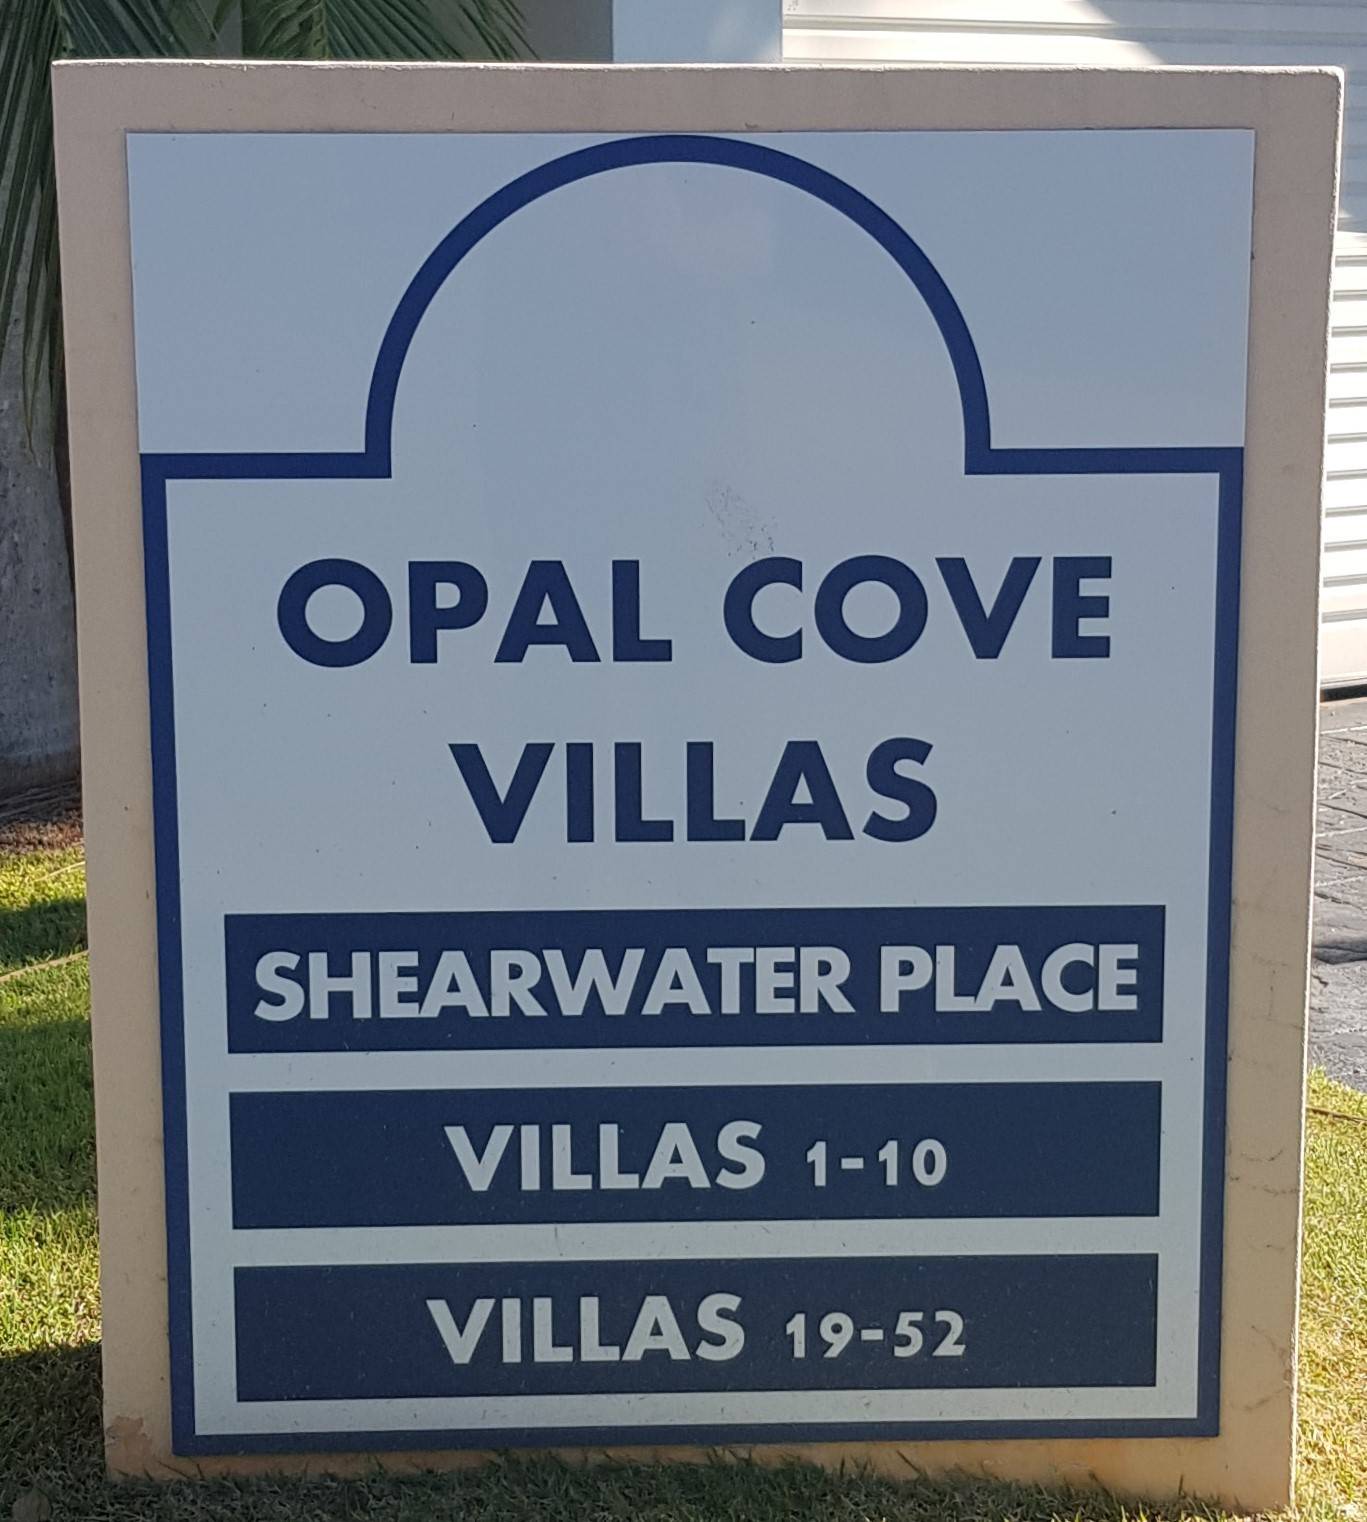 OPAL COVE
VILLAS
SHEARWATER PLACE
VILLAS 1-10
VILLAS 19-52